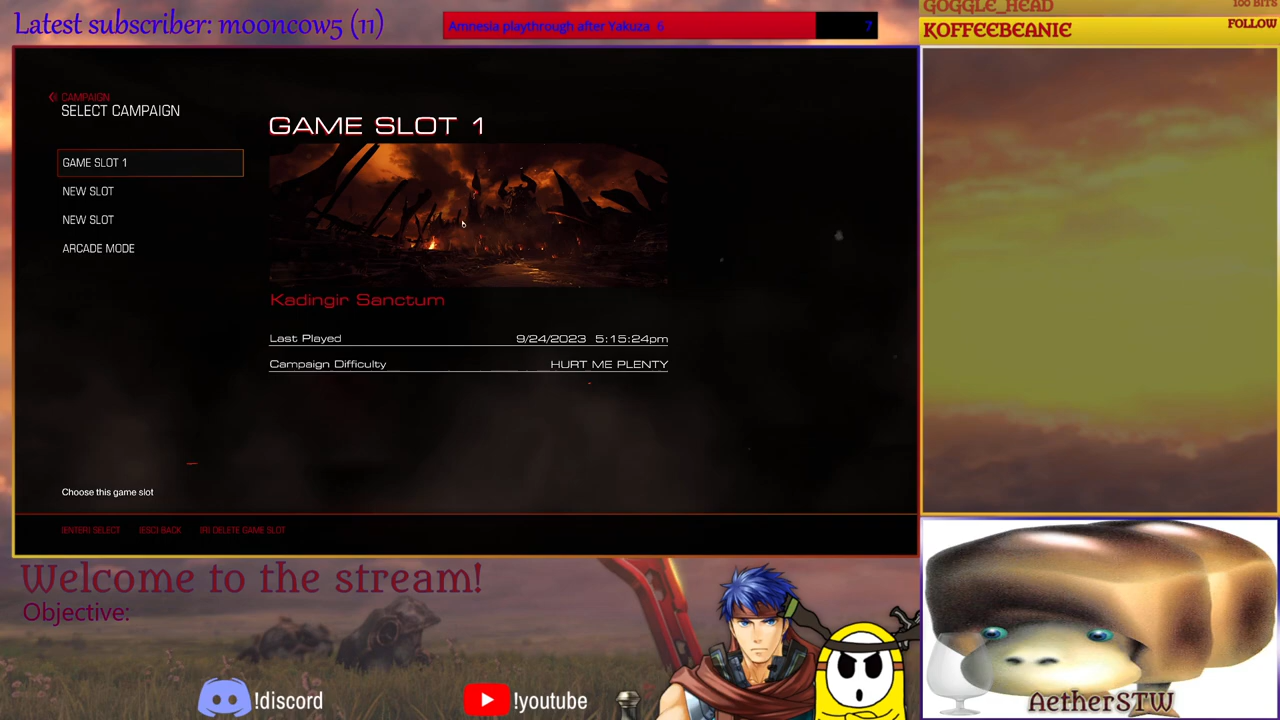 Latest subscriber: mooncow5 (11)
Amnesia playthrough after Yakuza 6
7
GOGGLE_HEAD
100 BITS
KOFFEEBEANIE
FOLLOW
CAMPAIGN
SELECT CAMPAIGN
GAME SLOT 1
NEW SLOT
NEW SLOT
ARCADE MODE
GAME SLOT 1
Kadingir Sanctum
Last Played
9/24/2023 5:15:24pm
Campaign Difficulty
HURT ME PLENTY
Choose this game slot
[ENTER] SELECT
[ESC] BACK
[R] DELETE GAME SLOT
Welcome to the stream!
Objective:
!discord
!youtube
AetherSTW